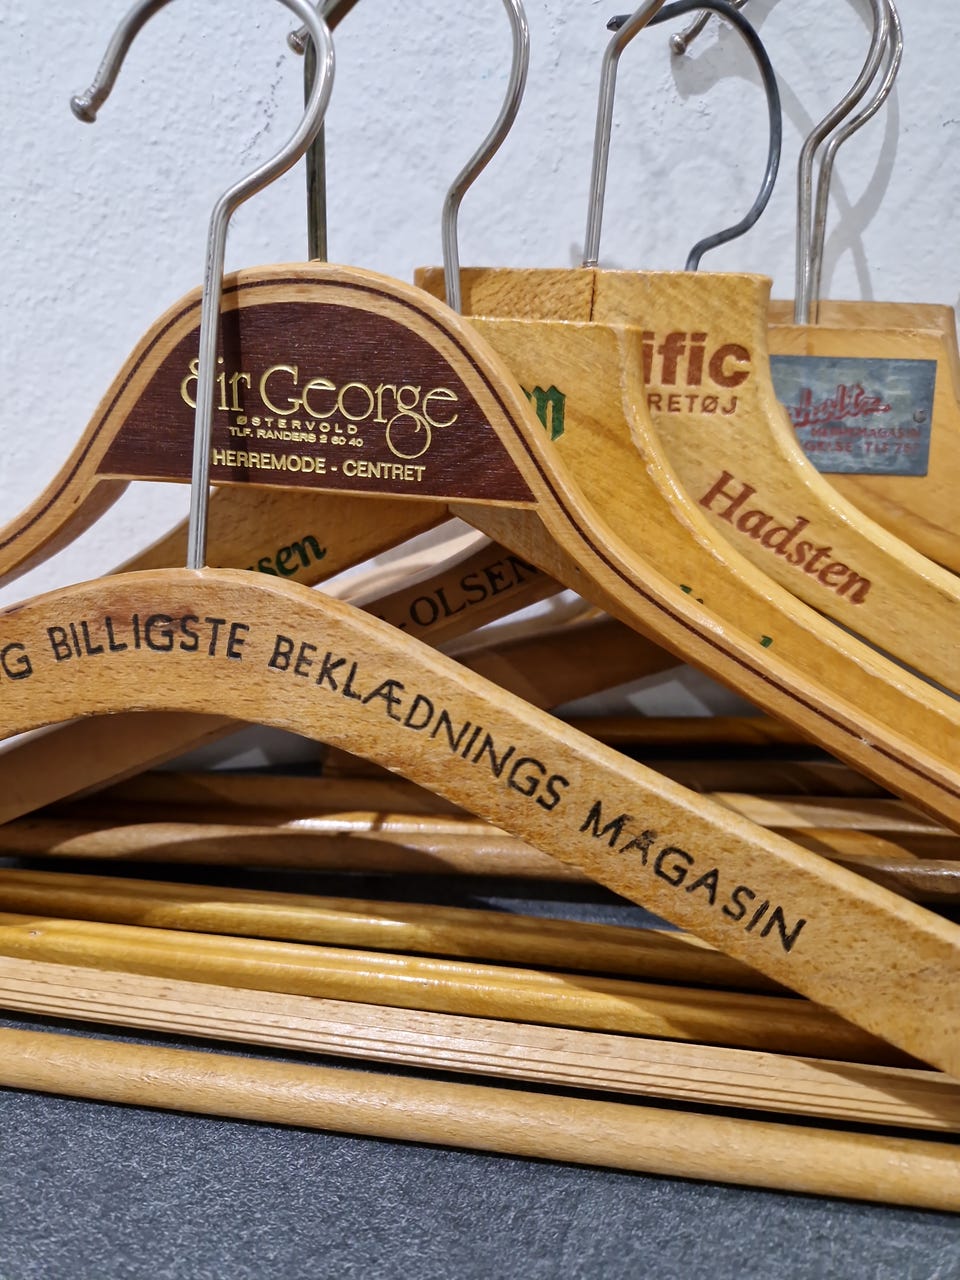 Sir George
ØSTERVOLD
TLF. RANDERS 2 60 40
HERREMODE - CENTRET
ific
RETØJ
Hadsten
sen
OLSEN
G BILLIGSTE BEKLÆDNINGS MAGASIN